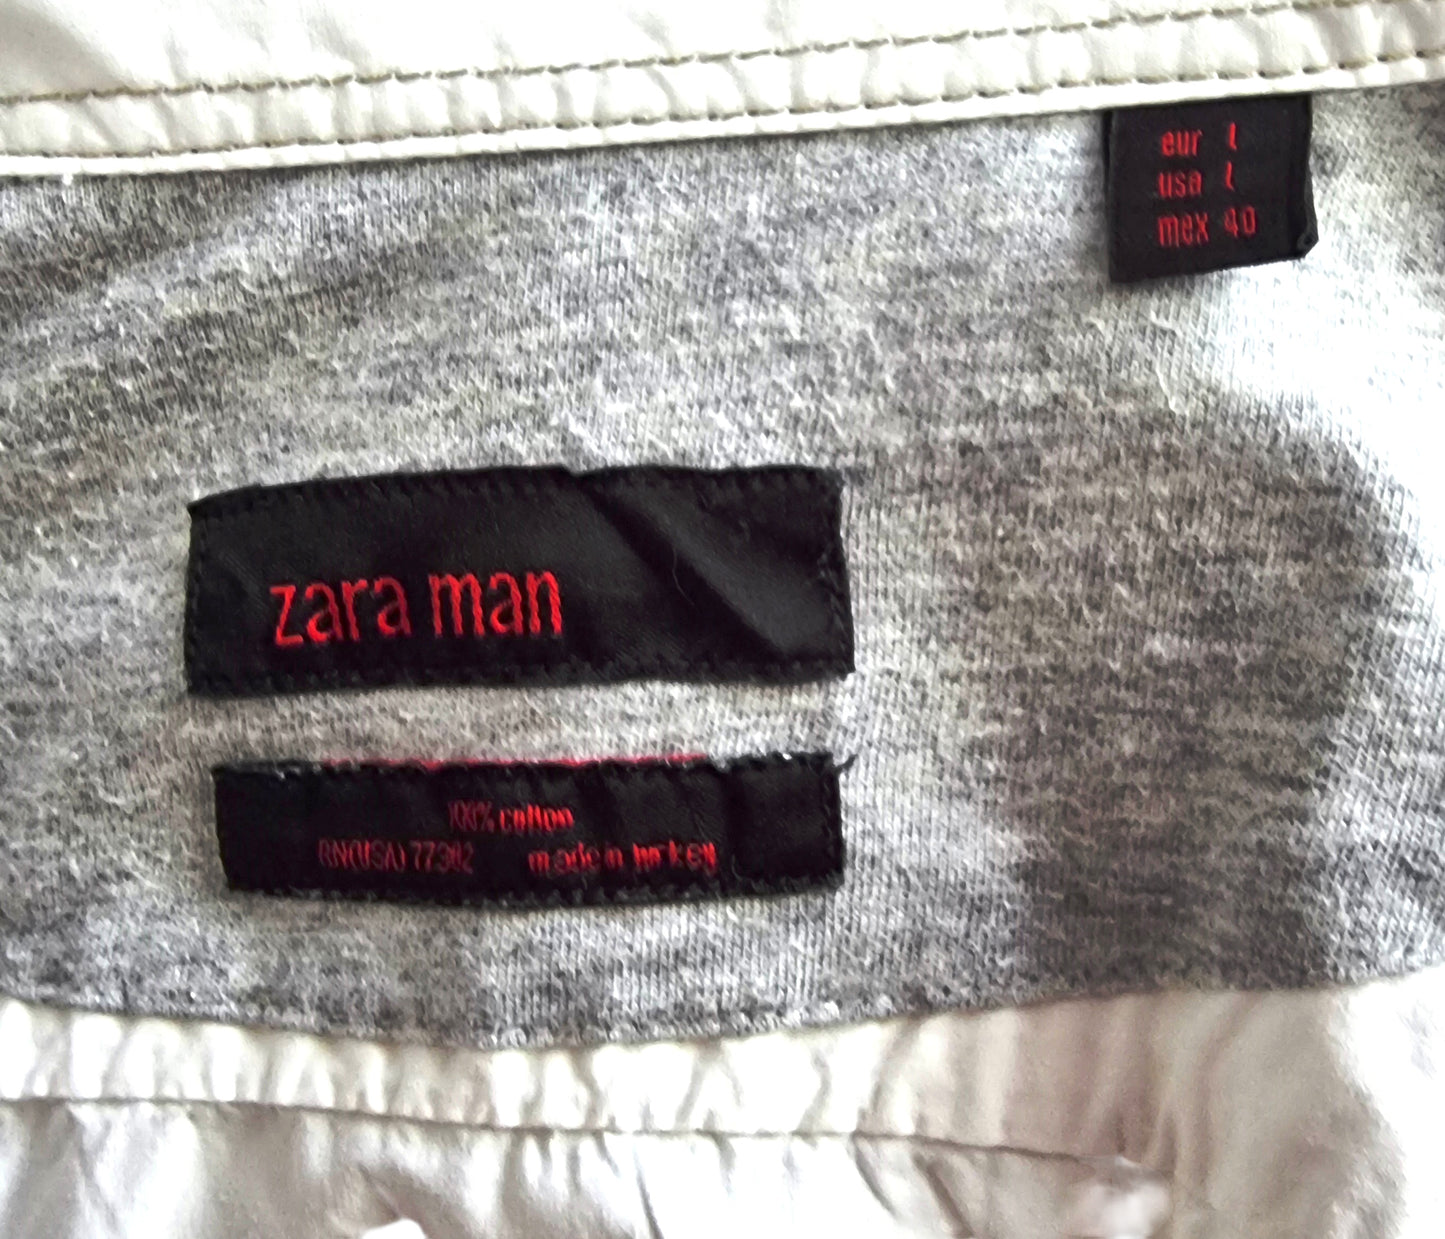 eur l
usa l
mex 40
zara man
100% cotton
RN(USA) 77302
made in turkey